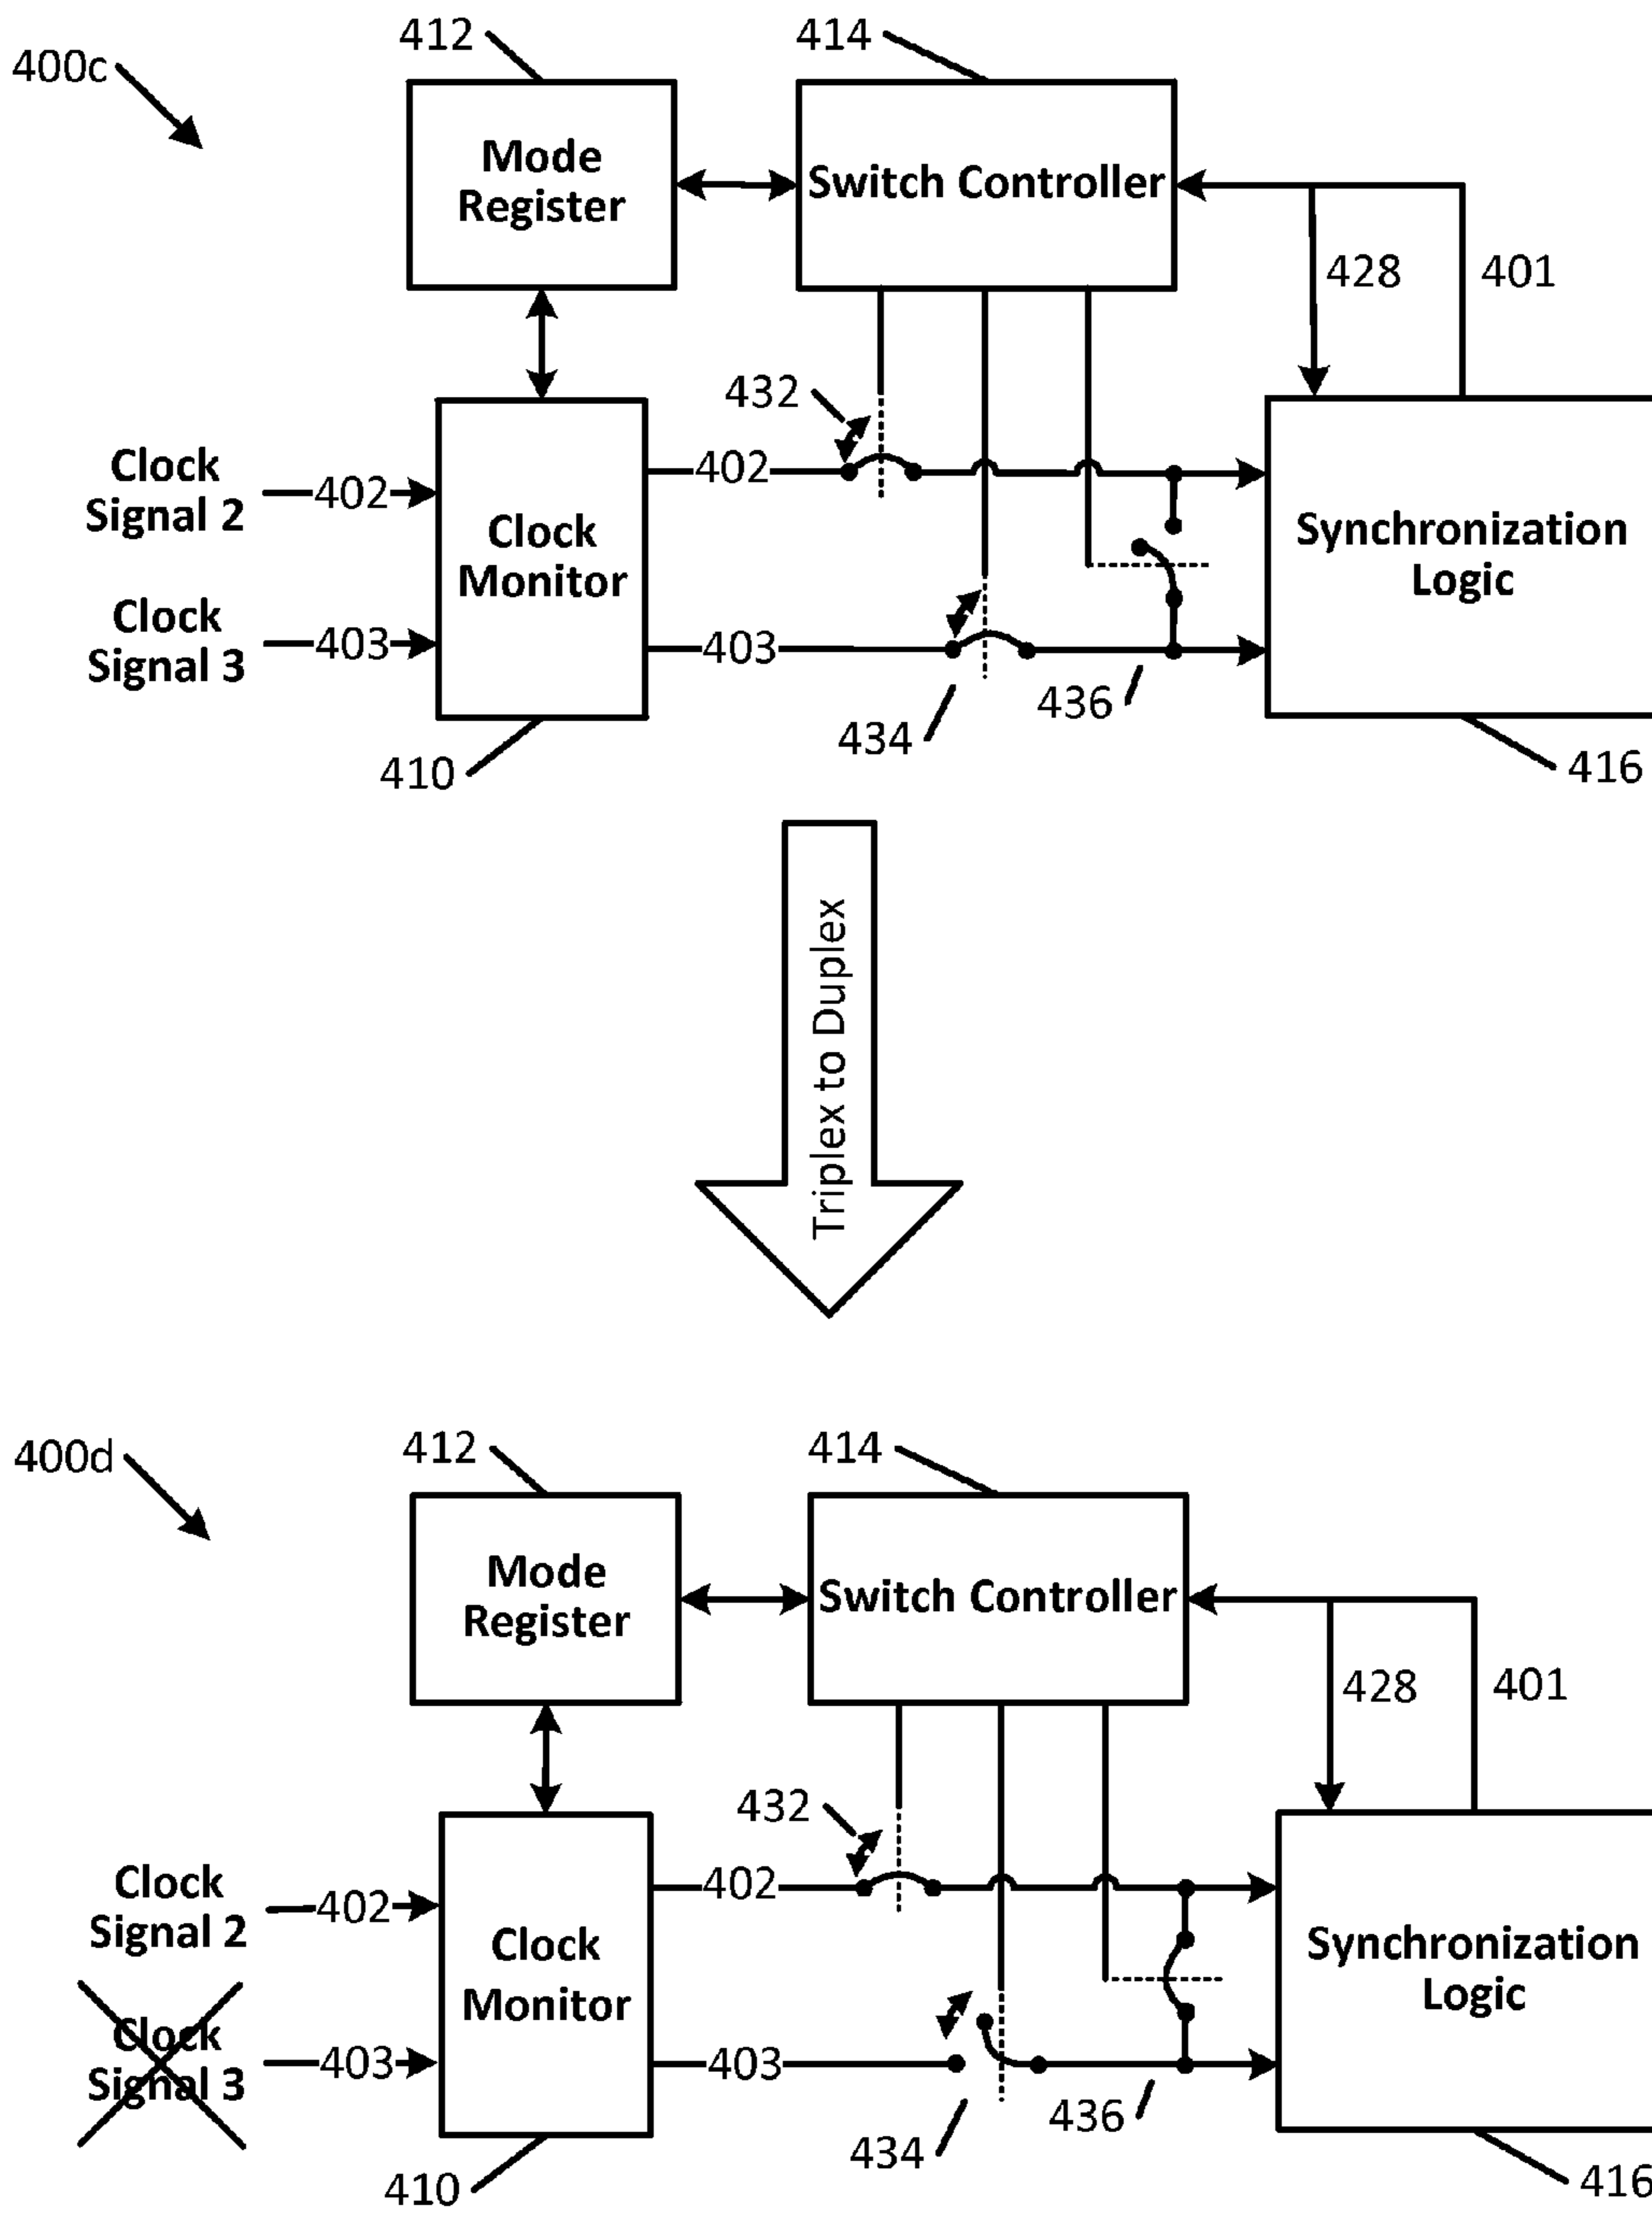 400c
412
414
Mode
Register
Switch Controller
428
401
432
Clock
Signal 2
402
402
Clock
Monitor
Synchronization
Logic
Clock
Signal 3
403
403
434
436
410
416
Triplex to Duplex
400d
412
414
Mode
Register
Switch Controller
428
401
432
Clock
Signal 2
402
402
Clock
Monitor
Synchronization
Logic
Clock
Signal 3
403
403
434
436
410
416